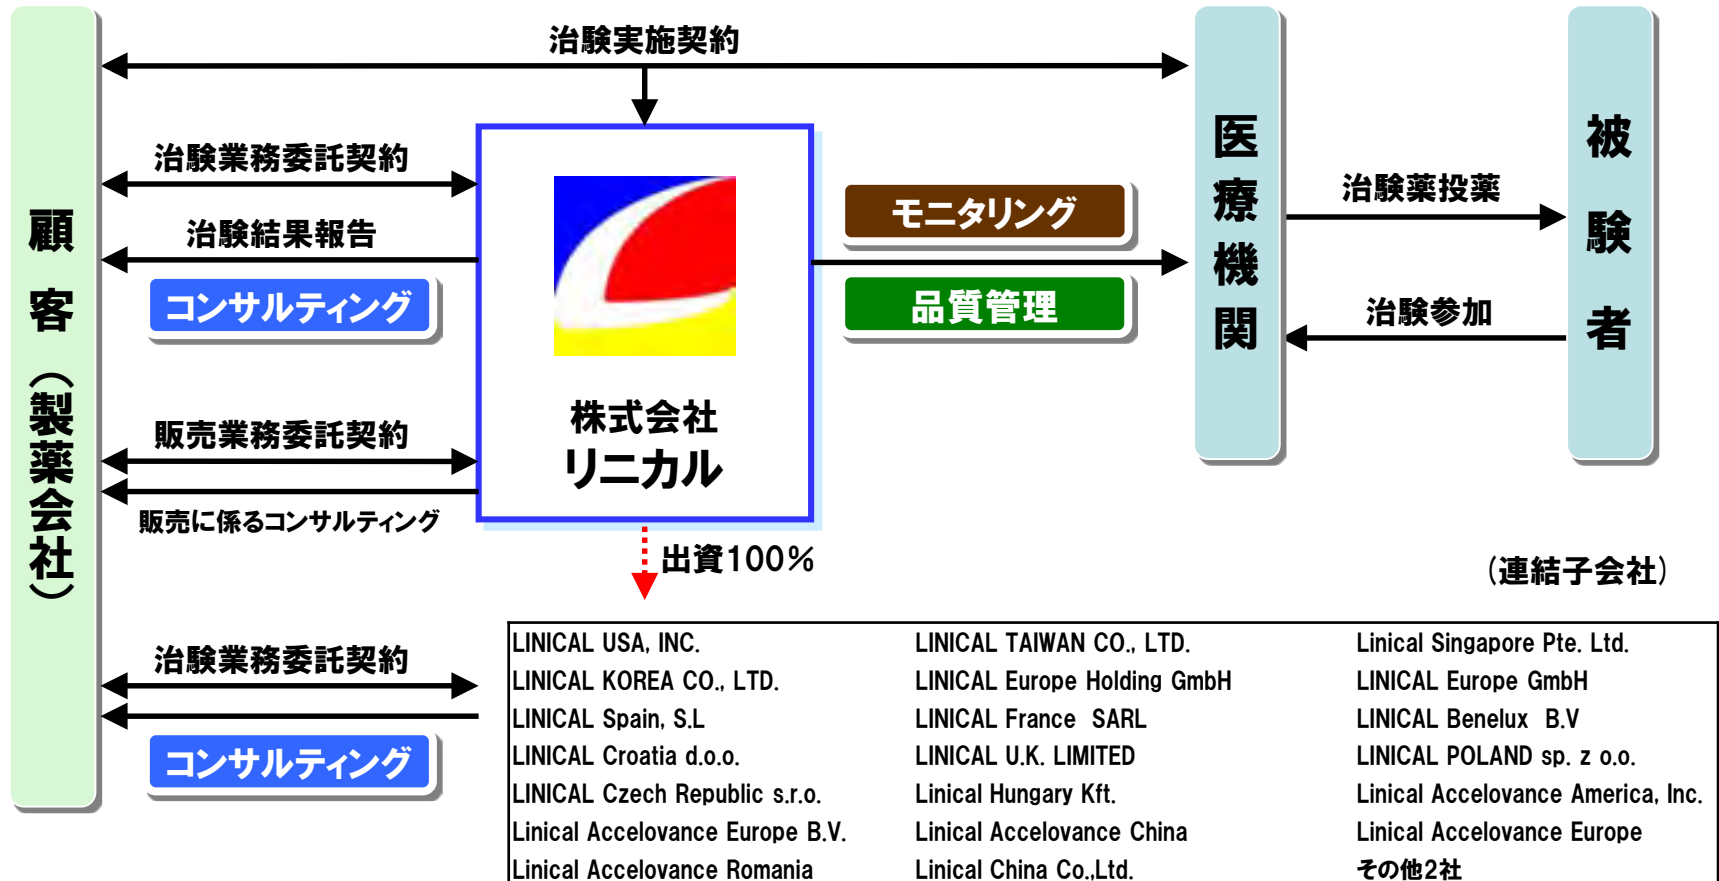 治験実施契約
顧客（製薬会社）
治験業務委託契約
治験結果報告
コンサルティング
販売業務委託契約
販売に係るコンサルティング
株式会社
リニカル
モニタリング
品質管理
医療機関
治験薬投薬
治験参加
被験者
出資100%
(連結子会社)
治験業務委託契約
コンサルティング
LINICAL USA, INC. LINICAL TAIWAN CO., LTD. Linical Singapore Pte. Ltd.
LINICAL KOREA CO., LTD. LINICAL Europe Holding GmbH LINICAL Europe GmbH
LINICAL Spain, S.L LINICAL France SARL LINICAL Benelux B.V
LINICAL Croatia d.o.o. LINICAL U.K. LIMITED LINICAL POLAND sp. z o.o.
LINICAL Czech Republic s.r.o. Linical Hungary Kft. Linical Accelovance America, Inc.
Linical Accelovance Europe B.V. Linical Accelovance China Linical Accelovance Europe
Linical Accelovance Romania Linical China Co.,Ltd. その他2社